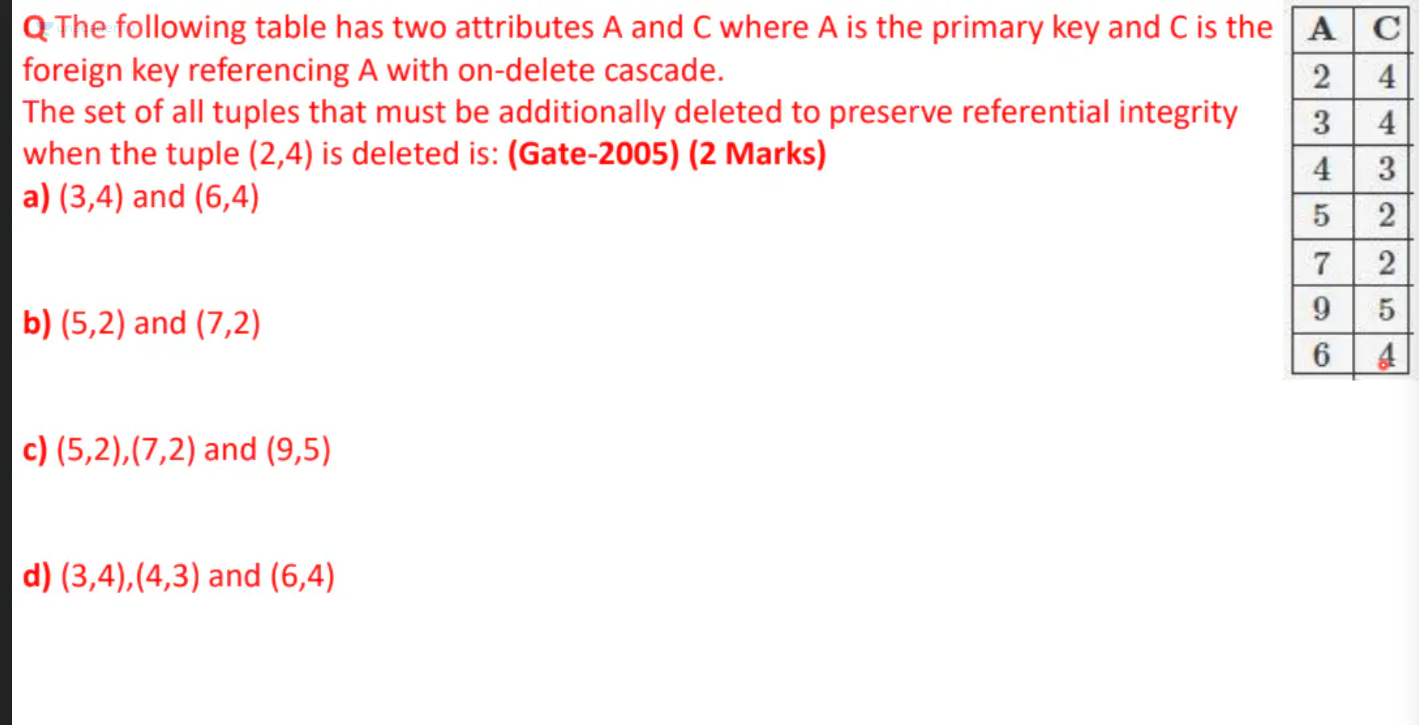 Q The following table has two attributes A and C where A is the primary key and C is the
foreign key referencing A with on-delete cascade.
The set of all tuples that must be additionally deleted to preserve referential integrity
when the tuple (2,4) is deleted is: (Gate-2005) (2 Marks)
a) (3,4) and (6,4)
b) (5,2) and (7,2)
c) (5,2),(7,2) and (9,5)
d) (3,4),(4,3) and (6,4)
A C
2 4
3 4
4 3
5 2
7 2
9 5
6 4